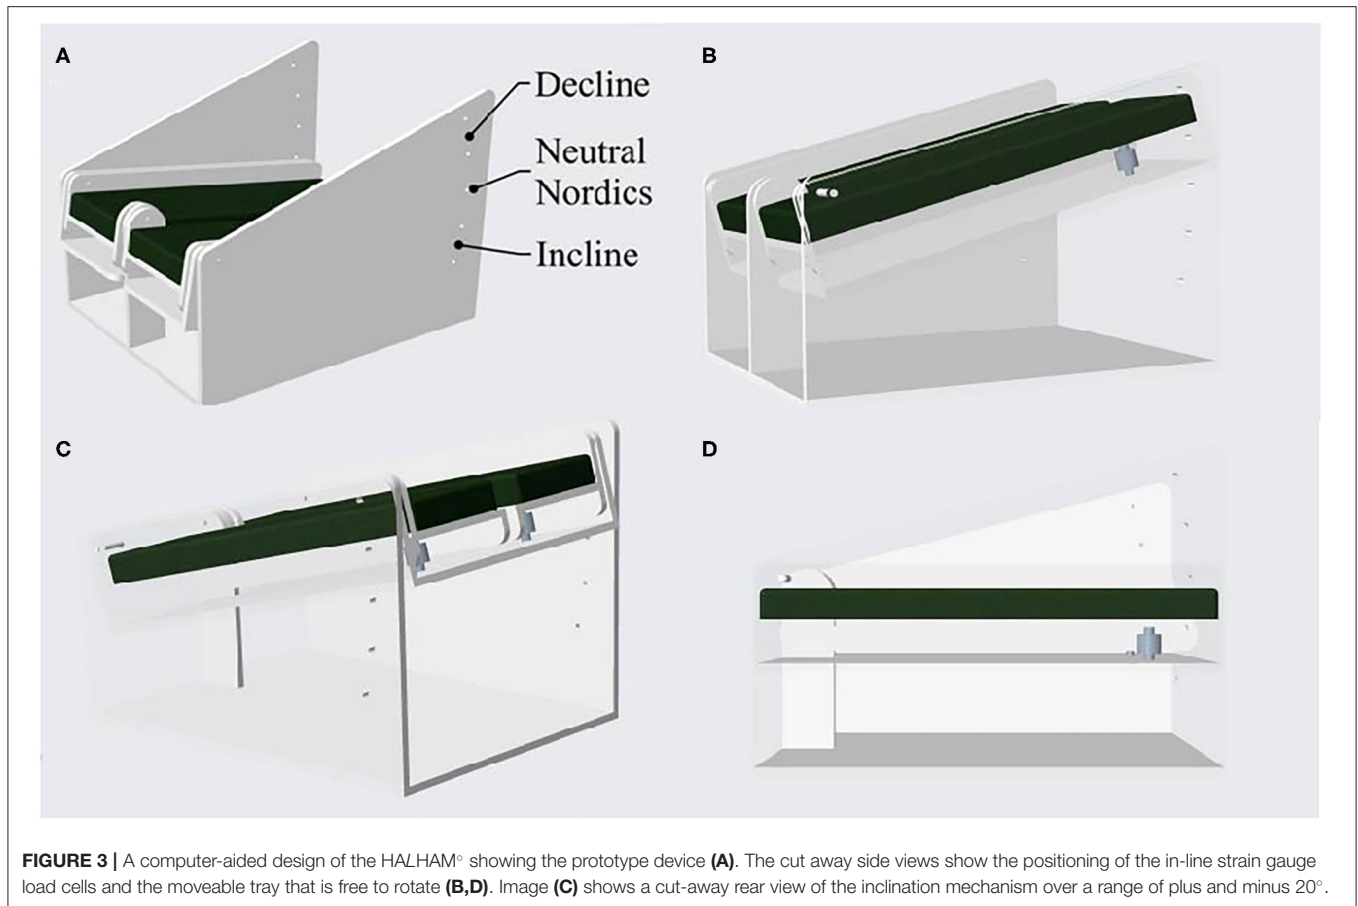 A
Decline
Neutral
Nordics
Incline
B
C
D
FIGURE 3 | A computer-aided design of the HALHAM° showing the prototype device (A). The cut away side views show the positioning of the in-line strain gauge
load cells and the moveable tray that is free to rotate (B,D). Image (C) shows a cut-away rear view of the inclination mechanism over a range of plus and minus 20°.